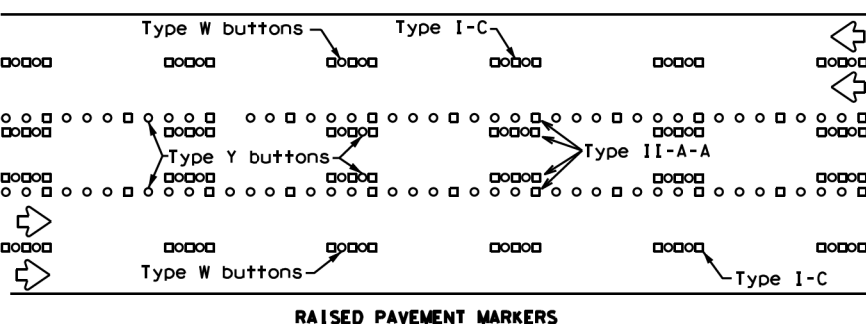 Type W buttons
Type I-C
Type Y buttons
Type II-A-A
Type W buttons
Type I-C
RAISED PAVEMENT MARKERS